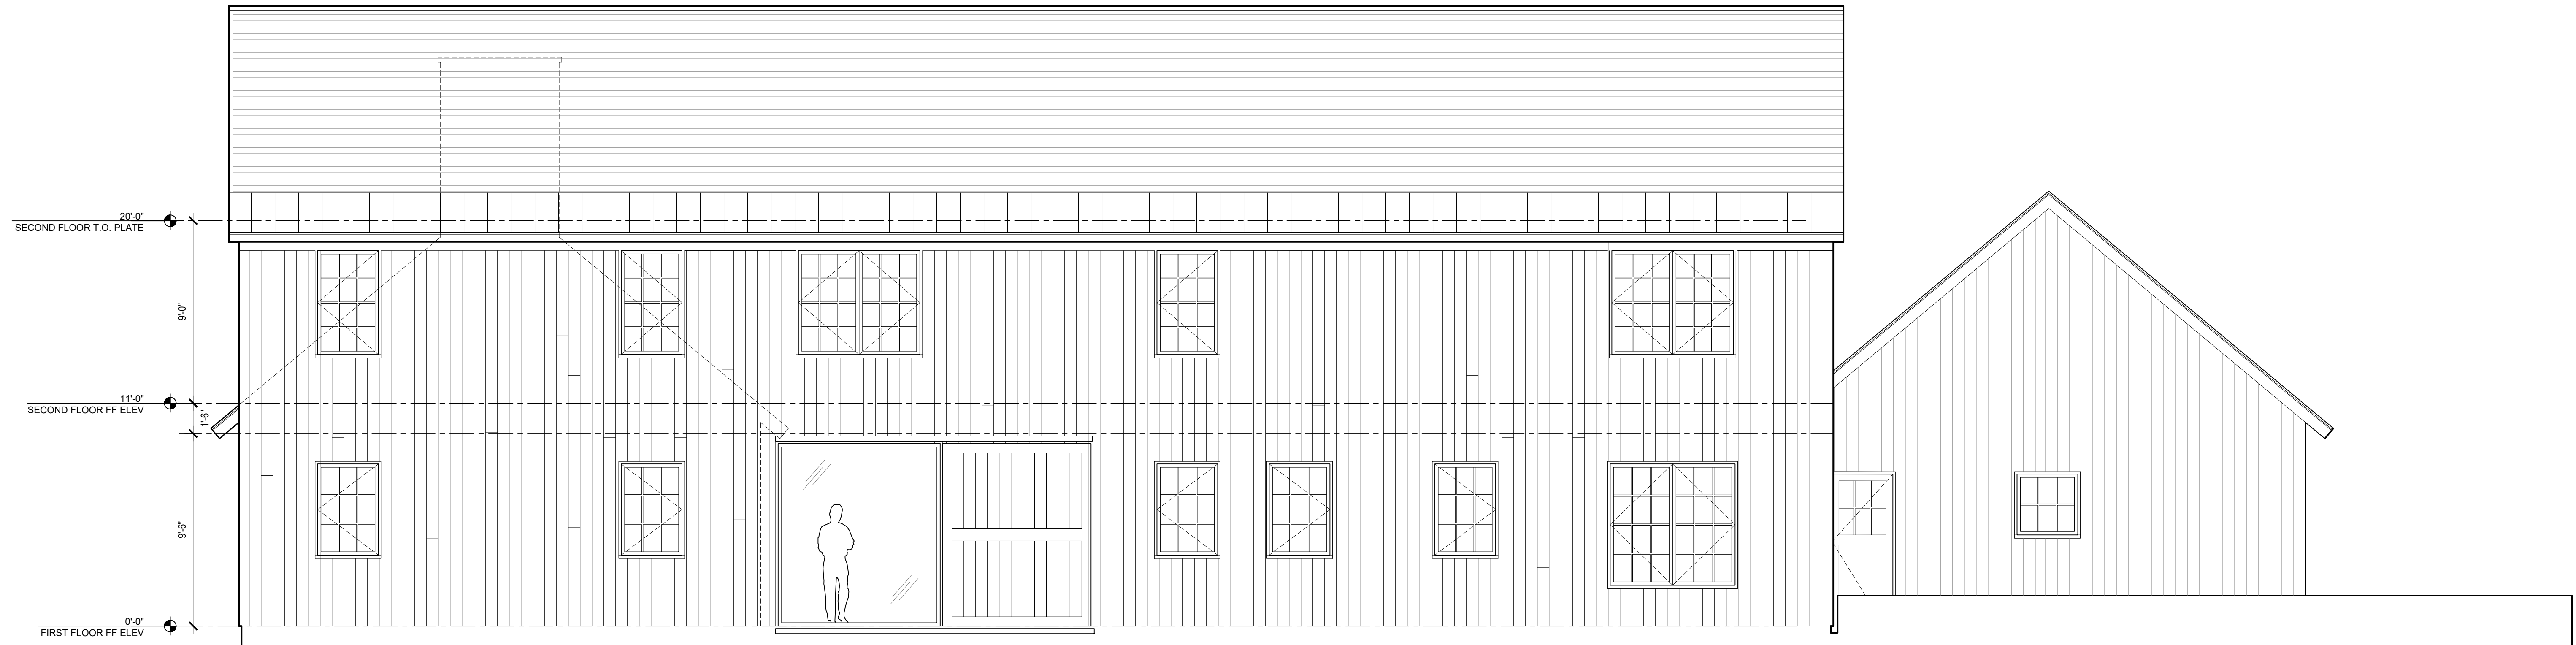 20'-0"
SECOND FLOOR T.O. PLATE
9'-0"
11'-0"
SECOND FLOOR FF ELEV
1'-6"
9'-6"
0'-0"
FIRST FLOOR FF ELEV